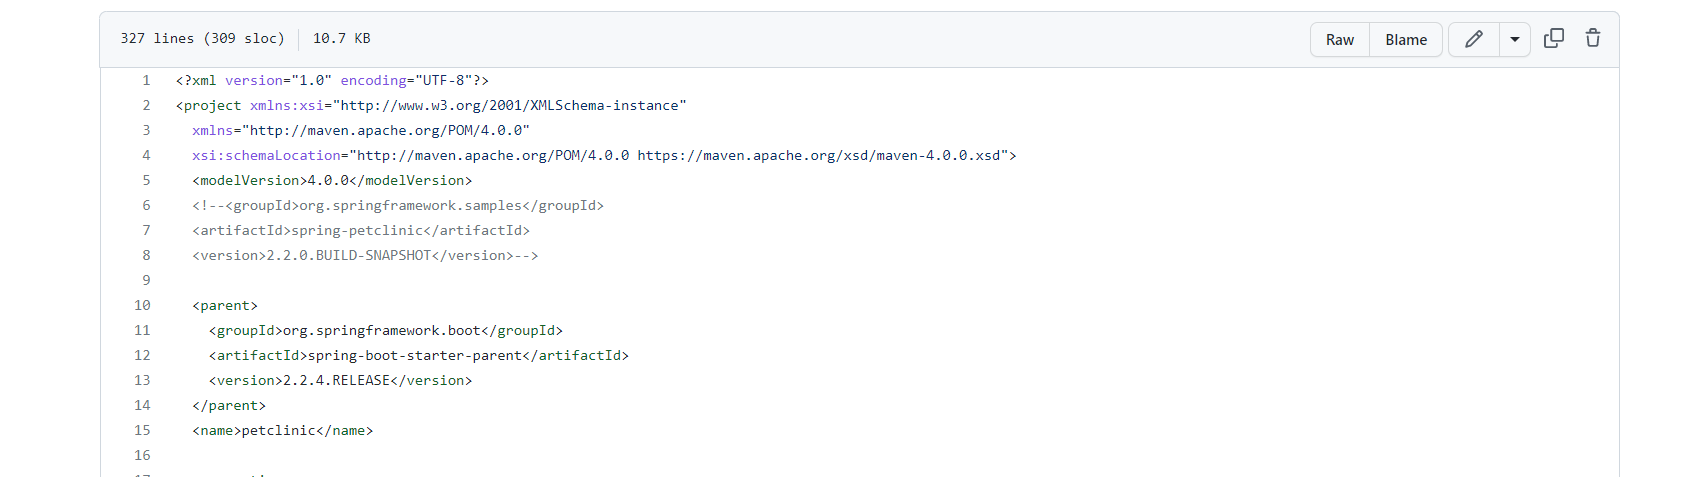 327 lines (309 sloc) 10.7 KB Raw Blame
1 <?xml version="1.0" encoding="UTF-8"?>
2 <project xmlns:xsi="http://www.w3.org/2001/XMLSchema-instance"
3   xmlns="http://maven.apache.org/POM/4.0.0"
4   xsi:schemaLocation="http://maven.apache.org/POM/4.0.0 https://maven.apache.org/xsd/maven-4.0.0.xsd">
5   <modelVersion>4.0.0</modelVersion>
6   <!--<groupId>org.springframework.samples</groupId>
7   <artifactId>spring-petclinic</artifactId>
8   <version>2.2.0.BUILD-SNAPSHOT</version>-->
9
10   <parent>
11     <groupId>org.springframework.boot</groupId>
12     <artifactId>spring-boot-starter-parent</artifactId>
13     <version>2.2.4.RELEASE</version>
14   </parent>
15   <name>petclinic</name>
16